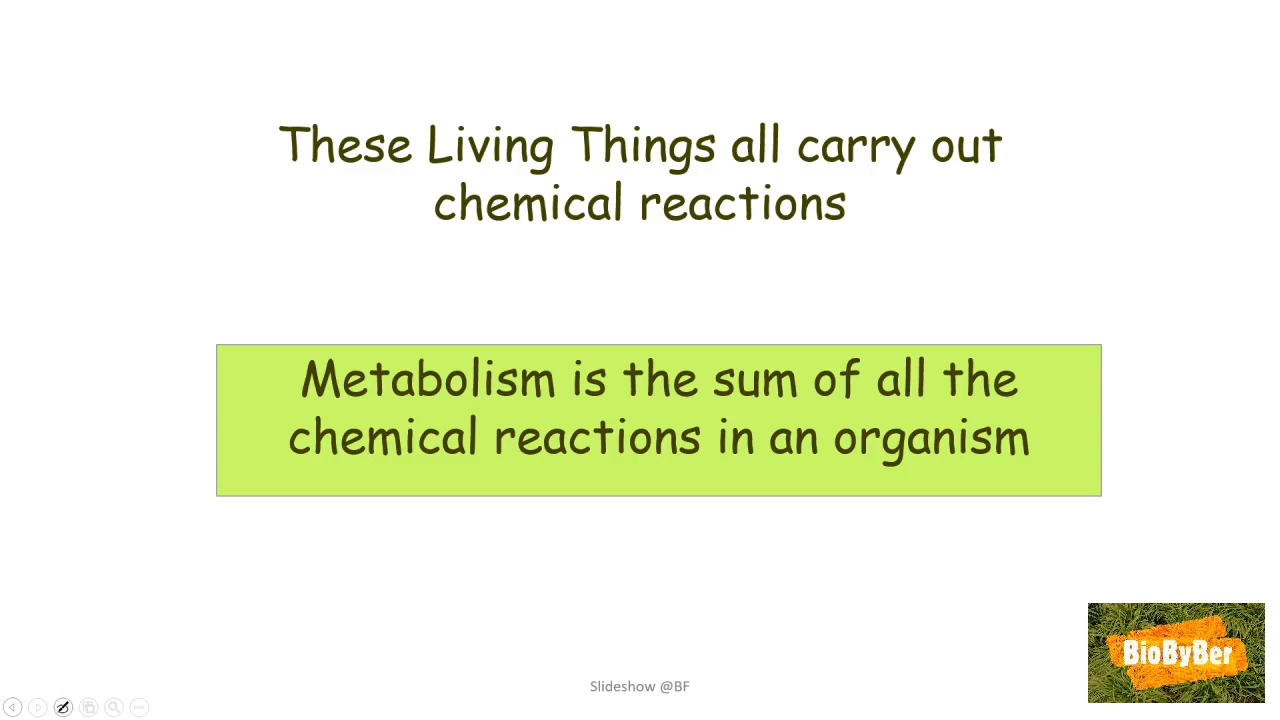 These Living Things all carry out
chemical reactions
Metabolism is the sum of all the
chemical reactions in an organism
BioByBer
Slideshow @BF